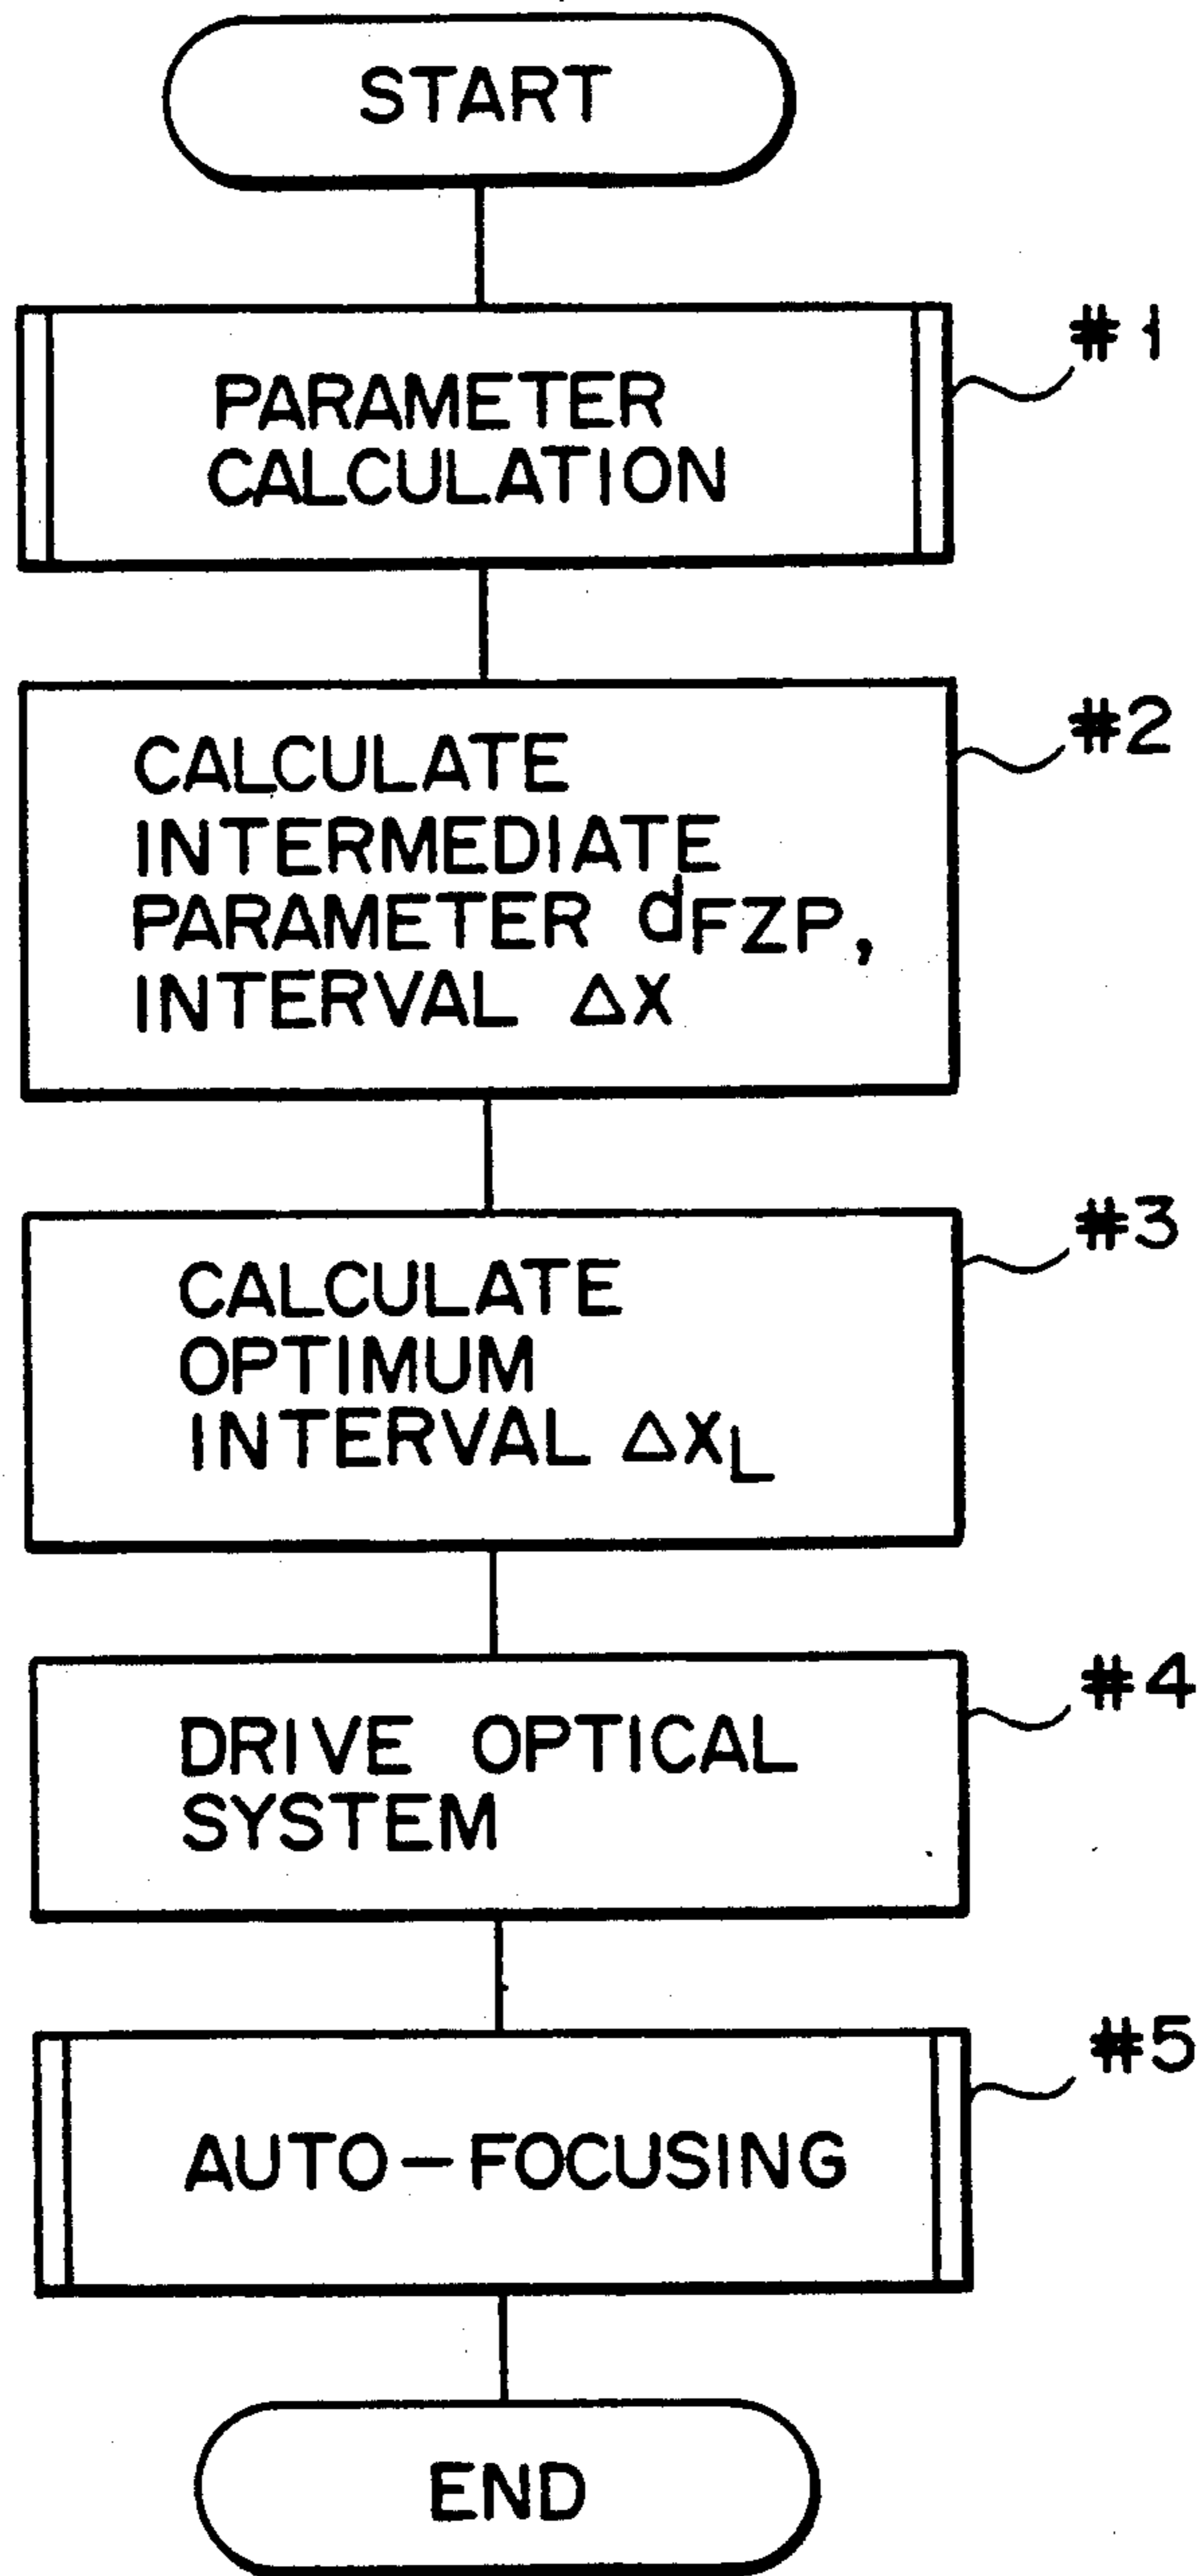 START
#1
PARAMETER
CALCULATION
#2
CALCULATE
INTERMEDIATE
PARAMETER dFZP,
INTERVAL ΔX
#3
CALCULATE
OPTIMUM
INTERVAL ΔXL
#4
DRIVE OPTICAL
SYSTEM
#5
AUTO-FOCUSING
END